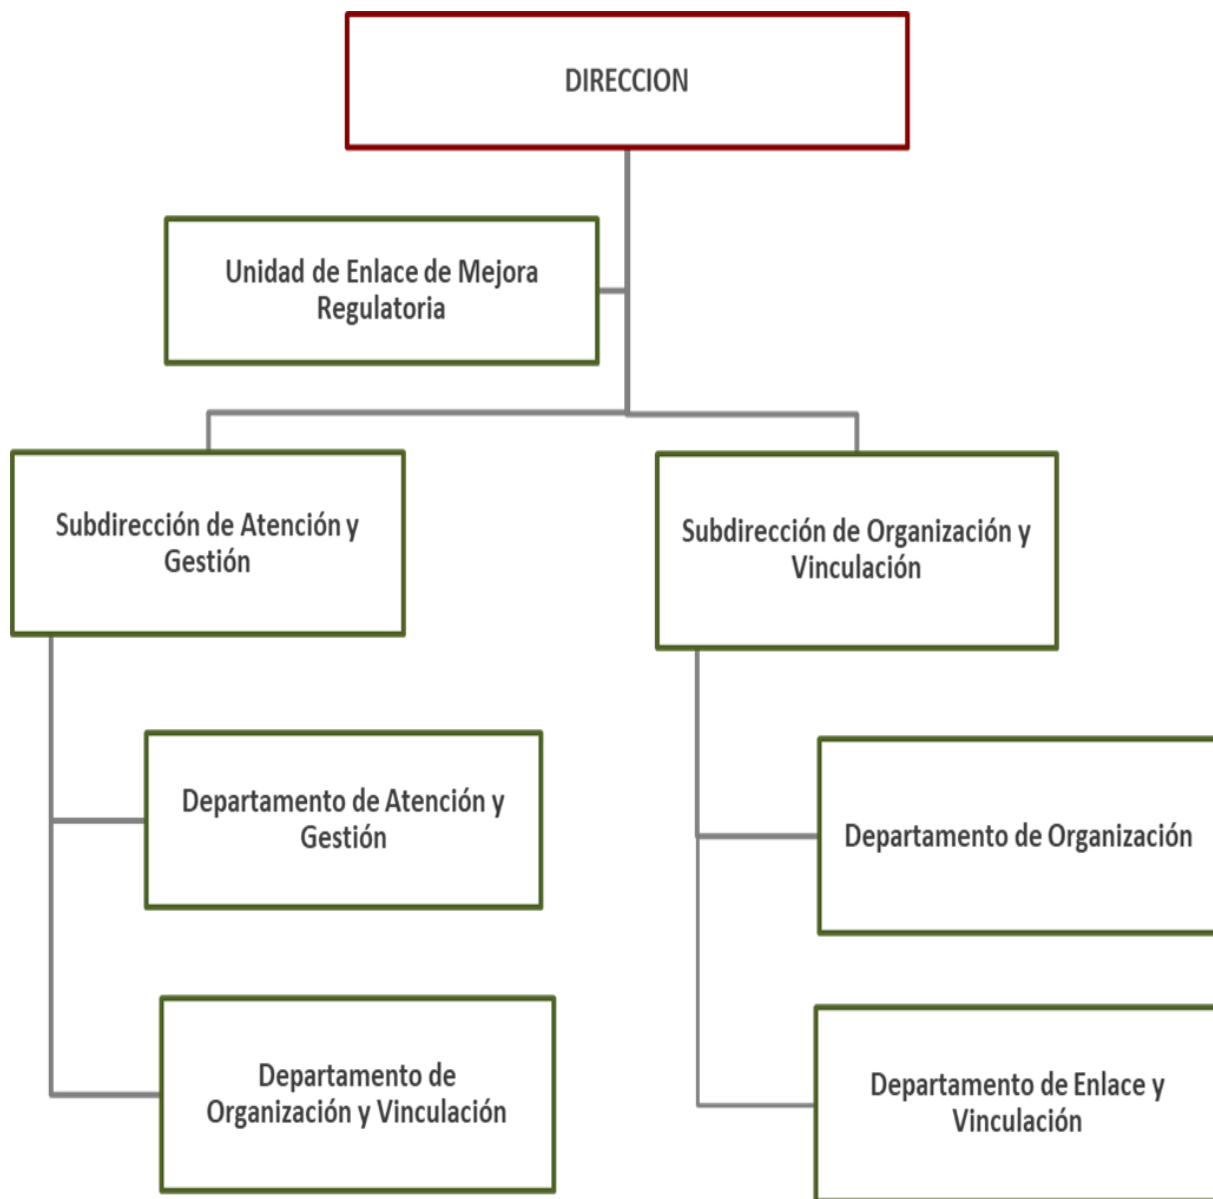 DIRECCION
Unidad de Enlace de Mejora
Regulatoria
Subdirección de Atención y
Gestión
Subdirección de Organización y
Vinculación
Departamento de Atención y
Gestión
Departamento de Organización
Departamento de
Organización y Vinculación
Departamento de Enlace y
Vinculación